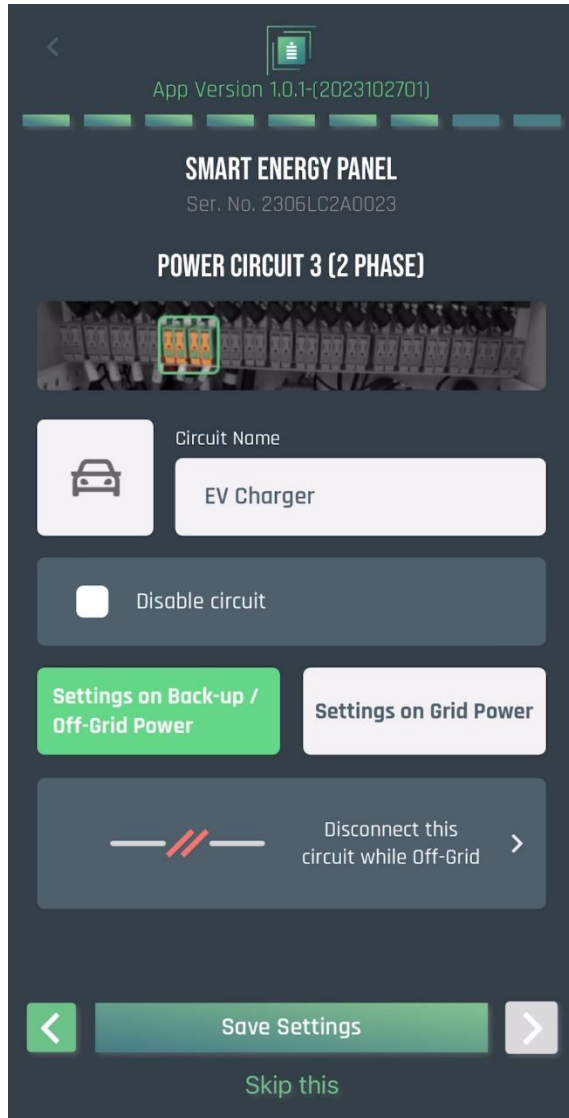 App Version 1.0.1-(2023102701)
SMART ENERGY PANEL
Ser. No. 2306LC2A0023
POWER CIRCUIT 3 (2 PHASE)
Circuit Name
EV Charger
Disable circuit
Settings on Back-up /
Off-Grid Power
Settings on Grid Power
Disconnect this
circuit while Off-Grid
Save Settings
Skip this